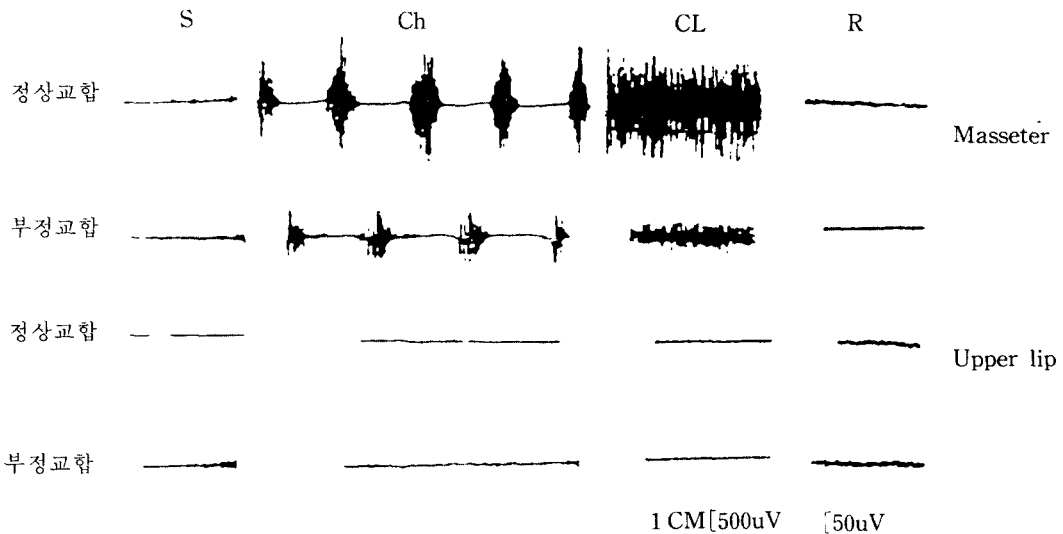 S Ch CL R
정상교합
Masseter
부정교합
정상교합
Upper lip
부정교합
1 CM[500uV [50uV